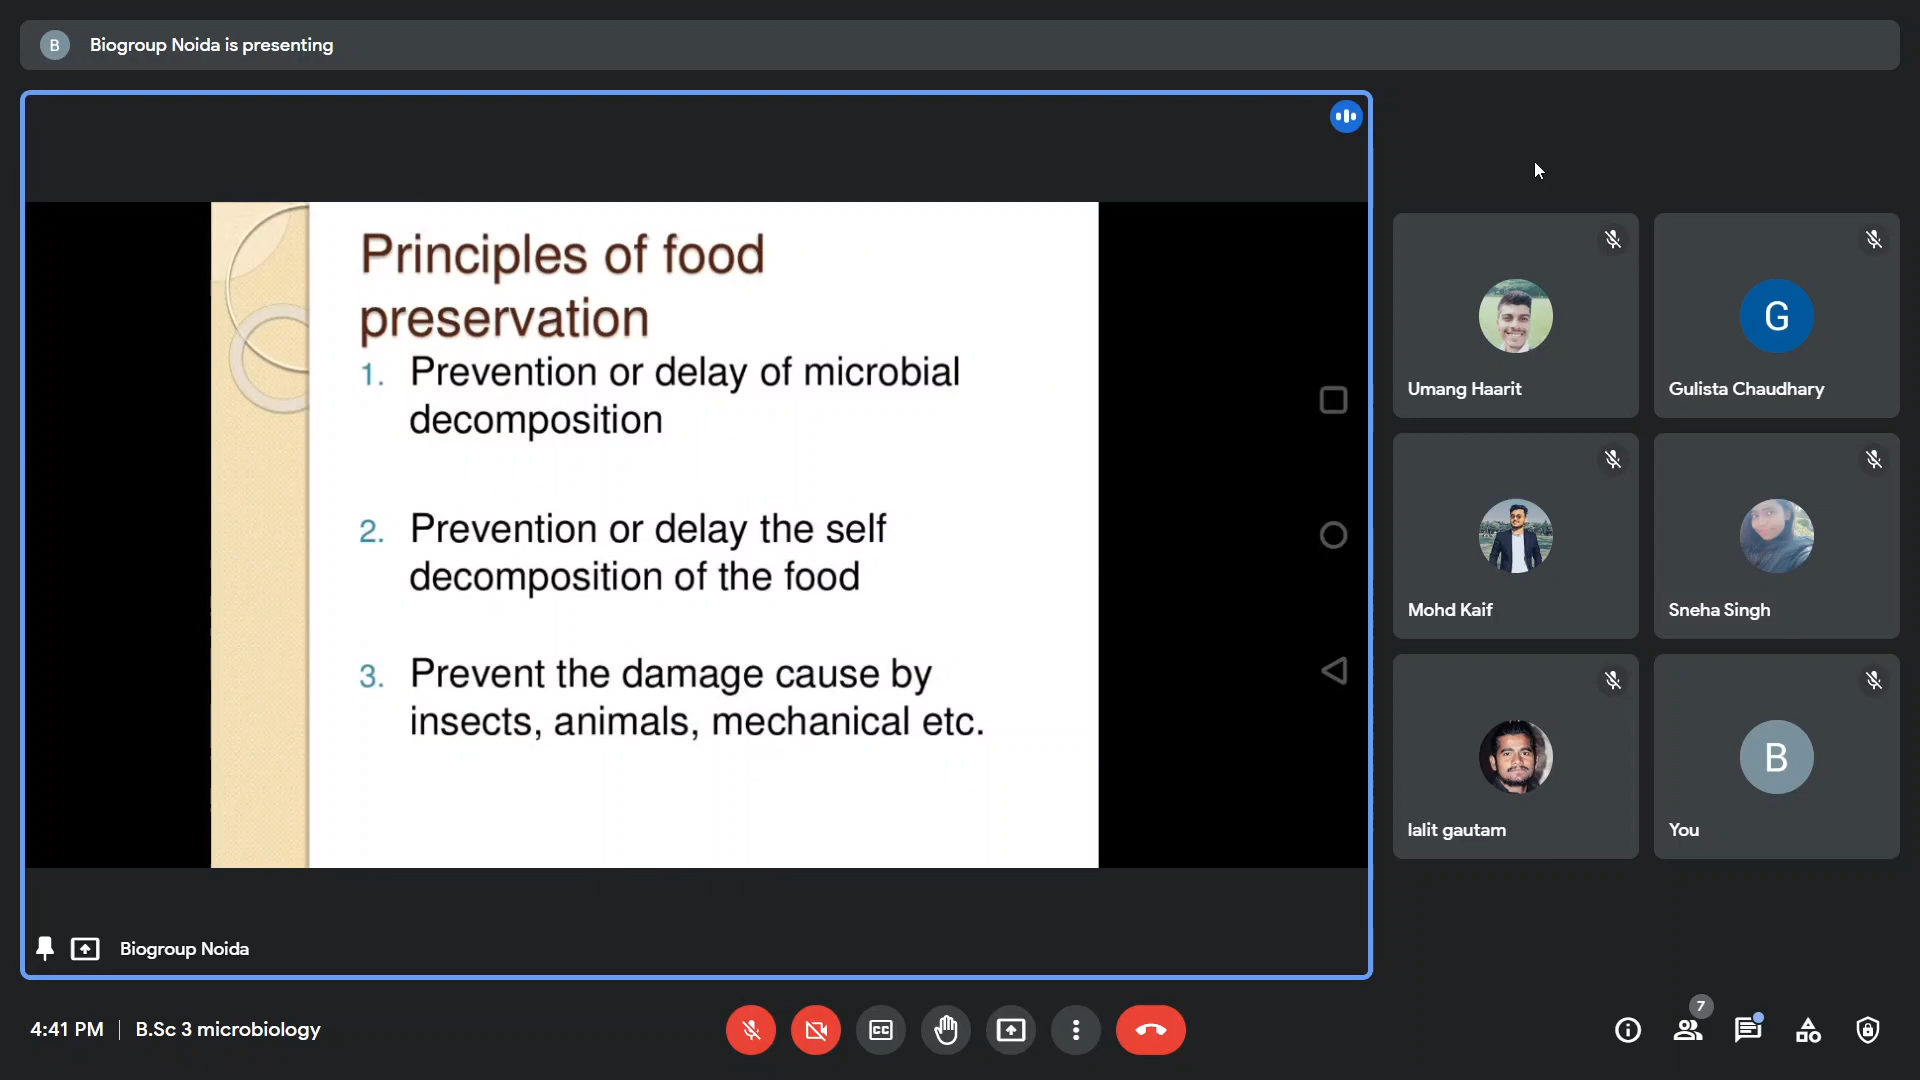 B
Biogroup Noida is presenting
Principles of food
preservation
1. Prevention or delay of microbial
decomposition
2. Prevention or delay the self
decomposition of the food
3. Prevent the damage cause by
insects, animals, mechanical etc.
Biogroup Noida
Umang Haarit
G
Gulista Chaudhary
Mohd Kaif
Sneha Singh
lalit gautam
B
You
4:41 PM | B.Sc 3 microbiology
CC
7